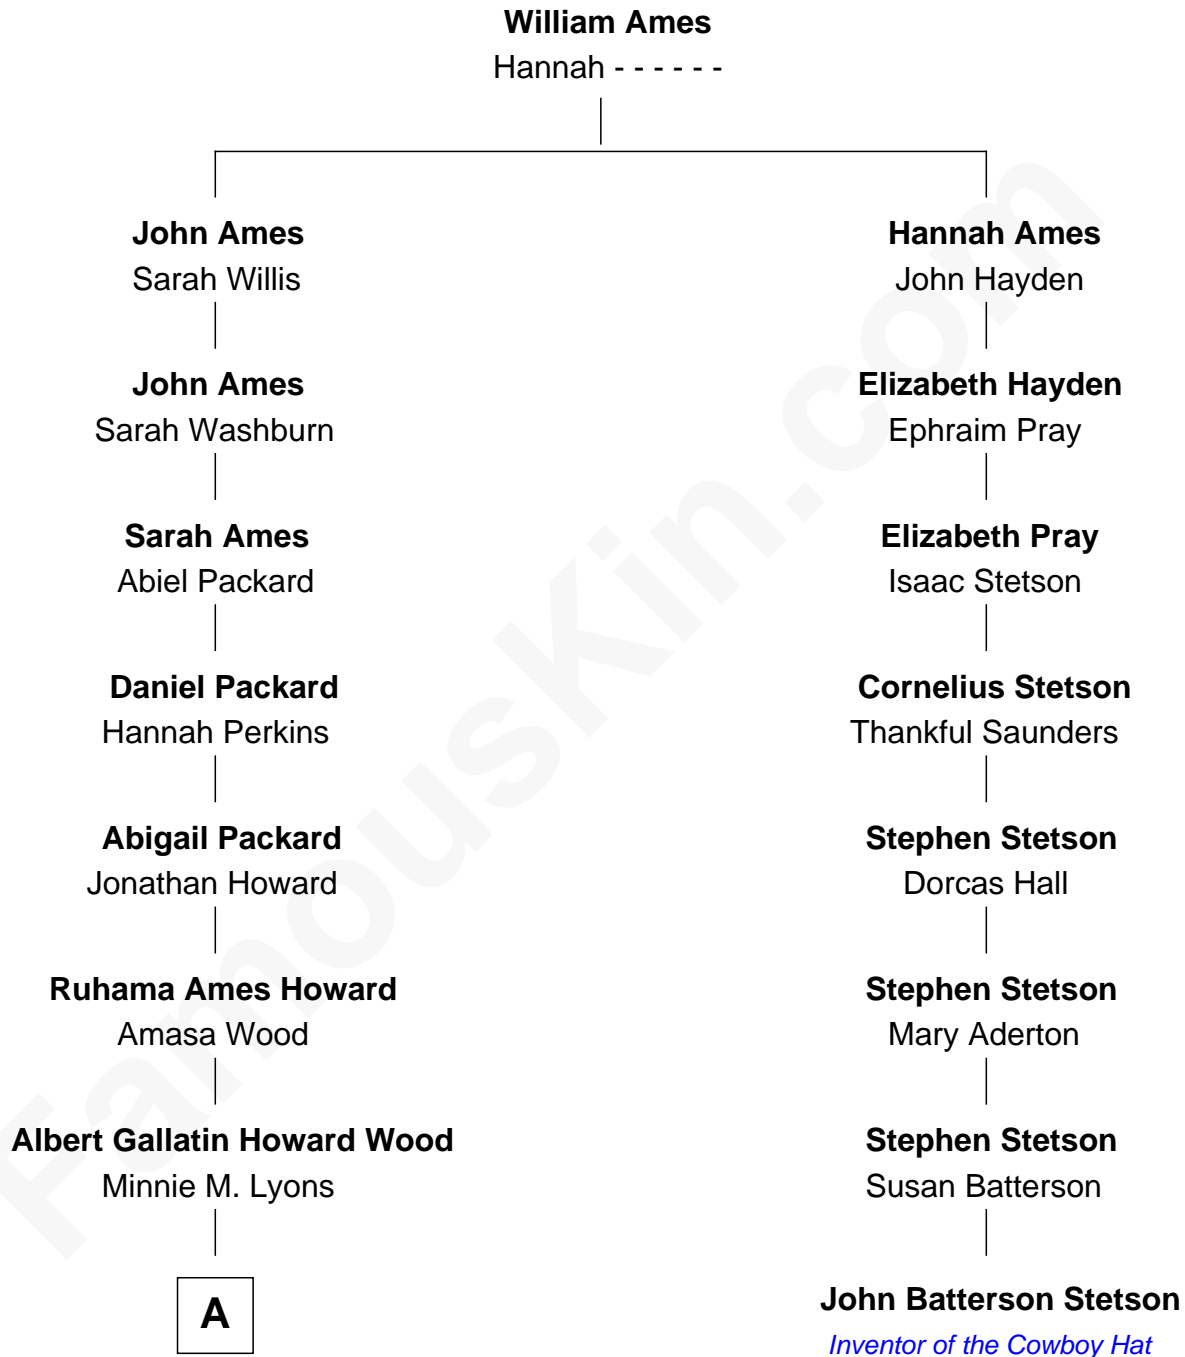 William Ames
Hannah - - - - - -
John Ames
Sarah Willis
Hannah Ames
John Hayden
John Ames
Sarah Washburn
Elizabeth Hayden
Ephraim Pray
Sarah Ames
Abiel Packard
Elizabeth Pray
Isaac Stetson
Daniel Packard
Hannah Perkins
Cornelius Stetson
Thankful Saunders
Abigail Packard
Jonathan Howard
Stephen Stetson
Dorcas Hall
Ruhama Ames Howard
Amasa Wood
Stephen Stetson
Mary Aderton
Albert Gallatin Howard Wood
Minnie M. Lyons
Stephen Stetson
Susan Batterson
A
John Batterson Stetson
Inventor of the Cowboy Hat
FamousKin.com